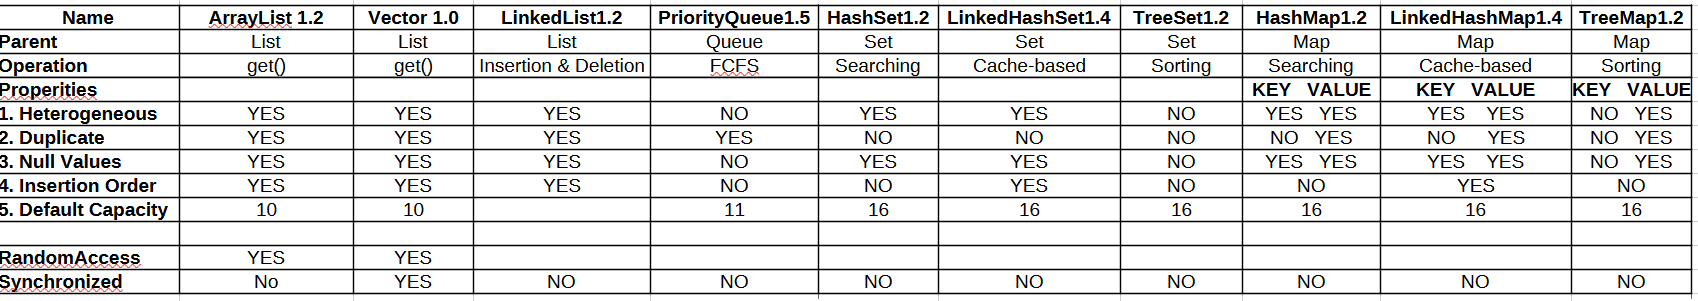 Name ArrayList 1.2 Vector 1.0 LinkedList1.2 PriorityQueue1.5 HashSet1.2 LinkedHashSet1.4 TreeSet1.2 HashMap1.2 LinkedHashMap1.4 TreeMap1.2
Parent List List List Queue Set Set Set Map Map Map
Operation get() get() Insertion & Deletion FCFS Searching Cache-based Sorting Searching Cache-based Sorting
Properities KEY VALUE KEY VALUE KEY VALUE
1. Heterogeneous YES YES YES NO YES YES NO YES YES YES YES NO YES
2. Duplicate YES YES YES YES NO NO NO NO YES NO YES NO YES
3. Null Values YES YES YES NO YES YES NO YES YES YES YES NO YES
4. Insertion Order YES YES YES NO NO YES NO NO YES NO
5. Default Capacity 10 10 11 16 16 16 16 16 16
RandomAccess YES YES
Synchronized No YES NO NO NO NO NO NO NO NO